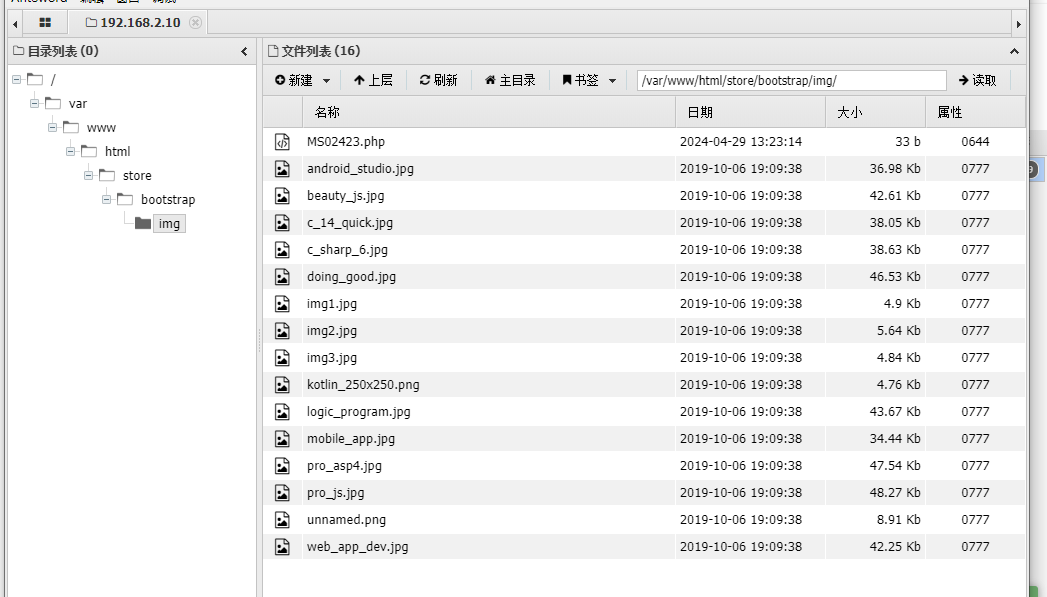 AntSword 编辑 窗口 调试
192.168.2.10
目录列表 (0)
/
var
www
html
store
bootstrap
img
文件列表 (16)
新建 上层 刷新 主目录 书签 /var/www/html/store/bootstrap/img/ 读取
名称 日期 大小 属性
MS02423.php 2024-04-29 13:23:14 33 b 0644
android_studio.jpg 2019-10-06 19:09:38 36.98 Kb 0777
beauty_js.jpg 2019-10-06 19:09:38 42.61 Kb 0777
c_14_quick.jpg 2019-10-06 19:09:38 38.05 Kb 0777
c_sharp_6.jpg 2019-10-06 19:09:38 38.63 Kb 0777
doing_good.jpg 2019-10-06 19:09:38 46.53 Kb 0777
img1.jpg 2019-10-06 19:09:38 4.9 Kb 0777
img2.jpg 2019-10-06 19:09:38 5.64 Kb 0777
img3.jpg 2019-10-06 19:09:38 4.84 Kb 0777
kotlin_250x250.png 2019-10-06 19:09:38 4.76 Kb 0777
logic_program.jpg 2019-10-06 19:09:38 43.67 Kb 0777
mobile_app.jpg 2019-10-06 19:09:38 34.44 Kb 0777
pro_asp4.jpg 2019-10-06 19:09:38 47.54 Kb 0777
pro_js.jpg 2019-10-06 19:09:38 48.27 Kb 0777
unnamed.png 2019-10-06 19:09:38 8.91 Kb 0777
web_app_dev.jpg 2019-10-06 19:09:38 42.25 Kb 0777